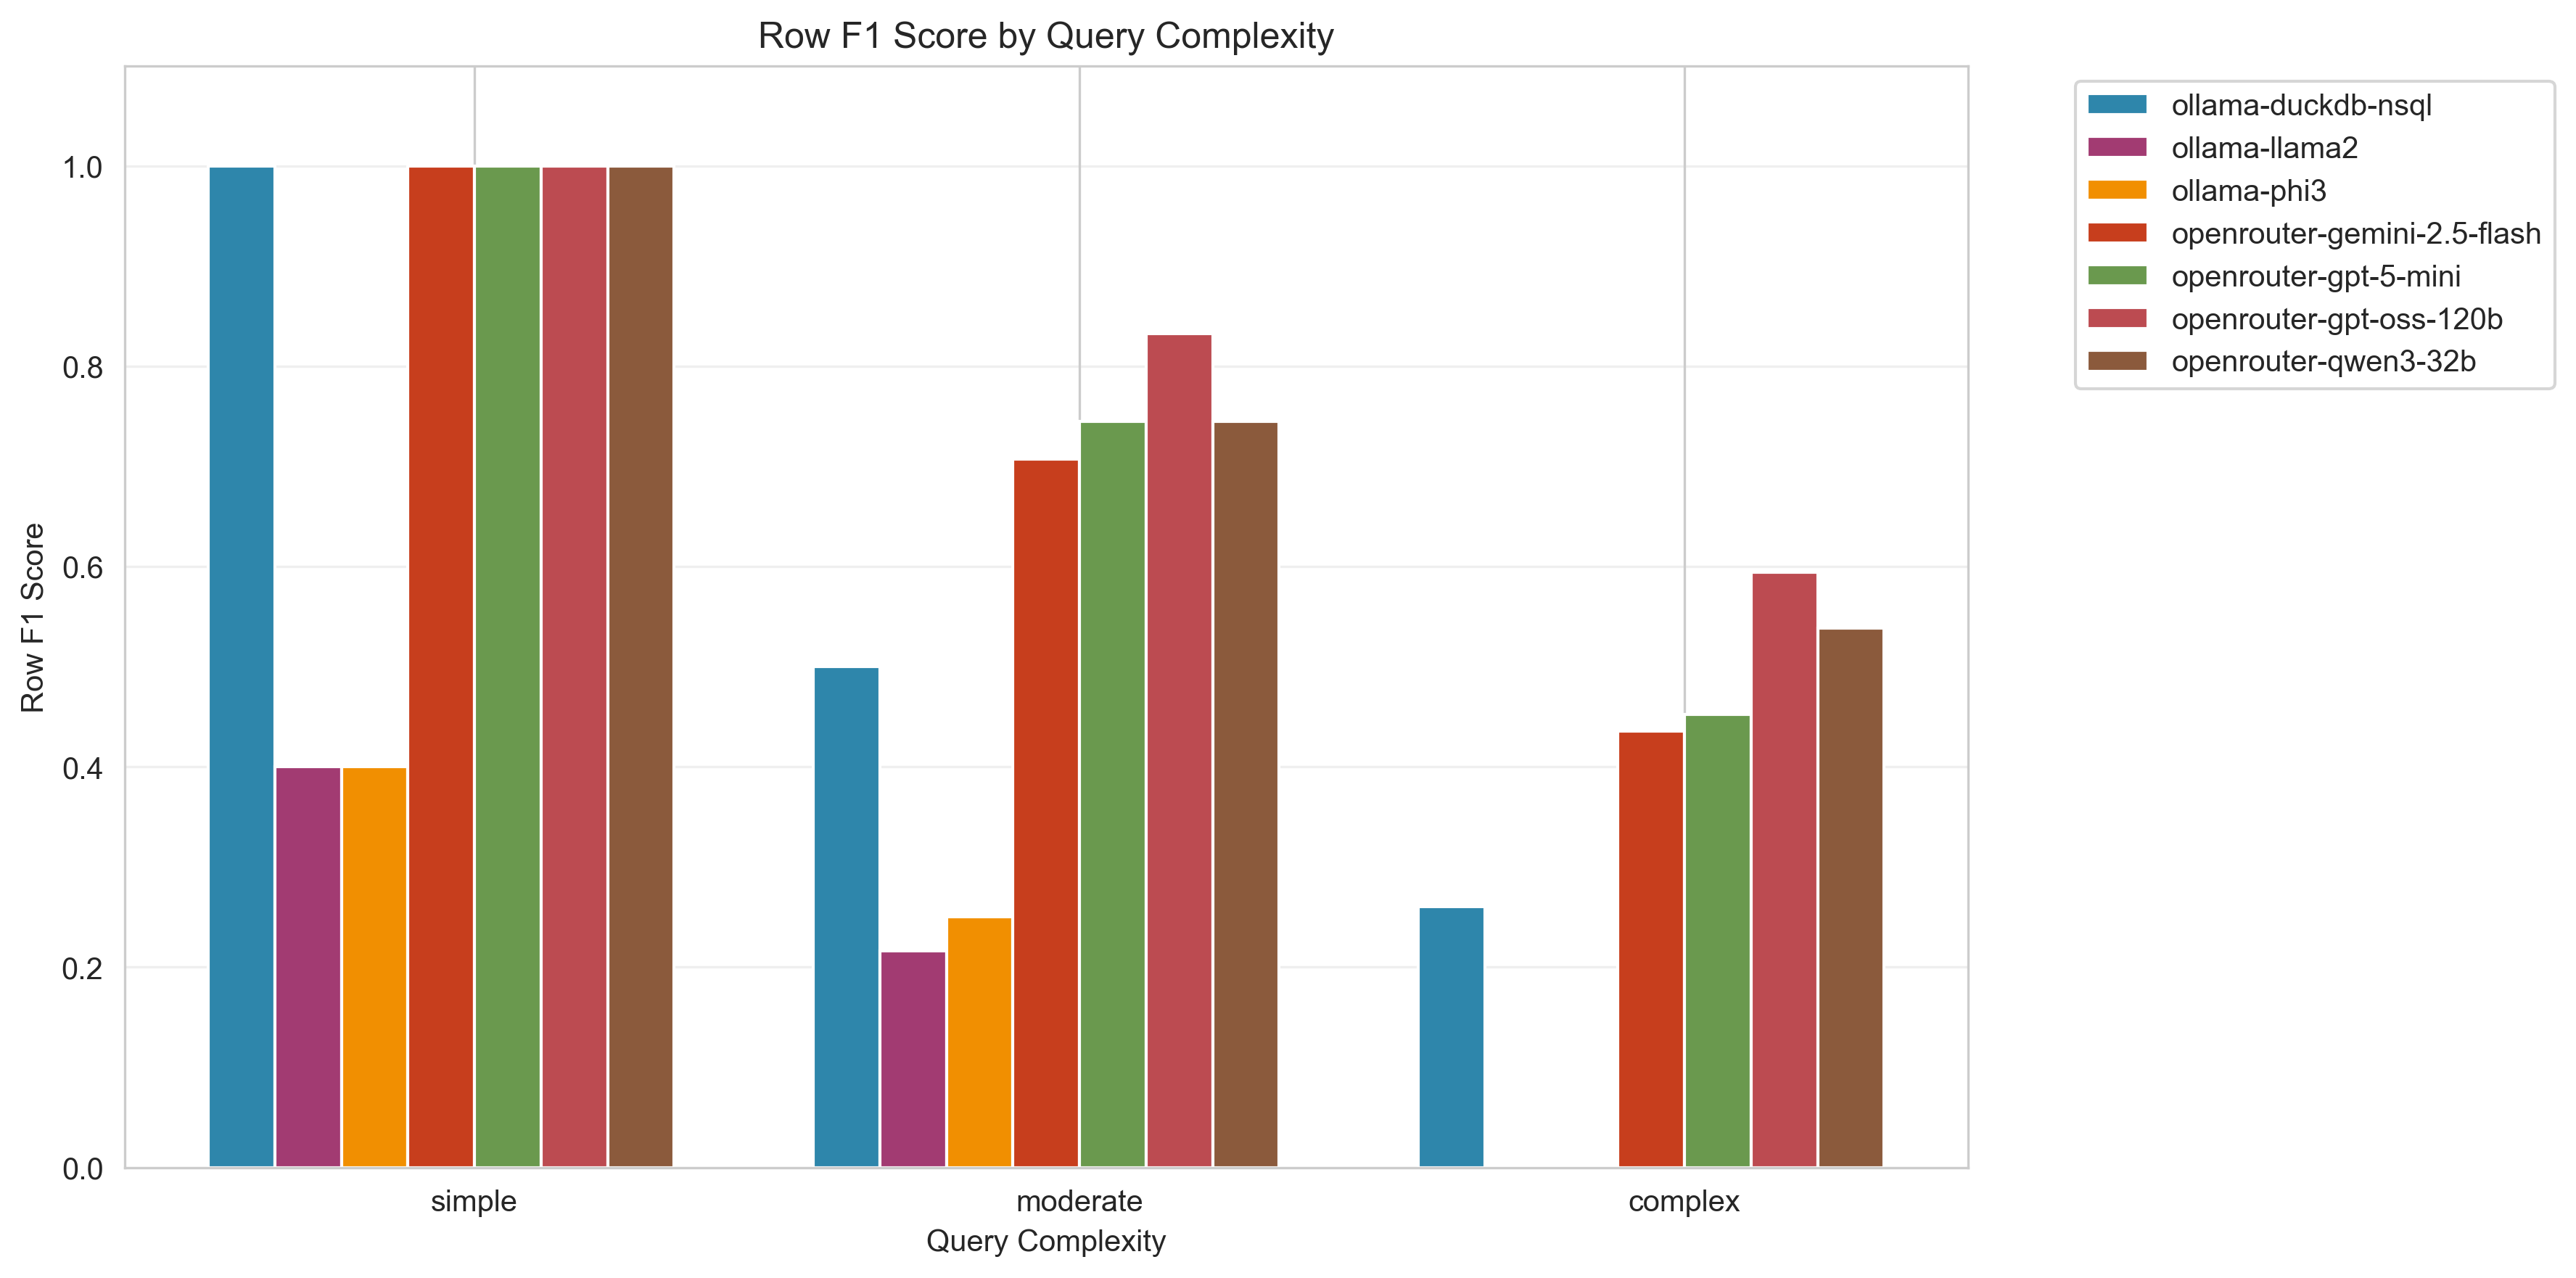 Row F1 Score by Query Complexity
ollama-duckdb-nsql
ollama-llama2
ollama-phi3
openrouter-gemini-2.5-flash
openrouter-gpt-5-mini
openrouter-gpt-oss-120b
openrouter-qwen3-32b
Row F1 Score
1.0
0.8
0.6
0.4
0.2
0.0
simple
moderate
complex
Query Complexity